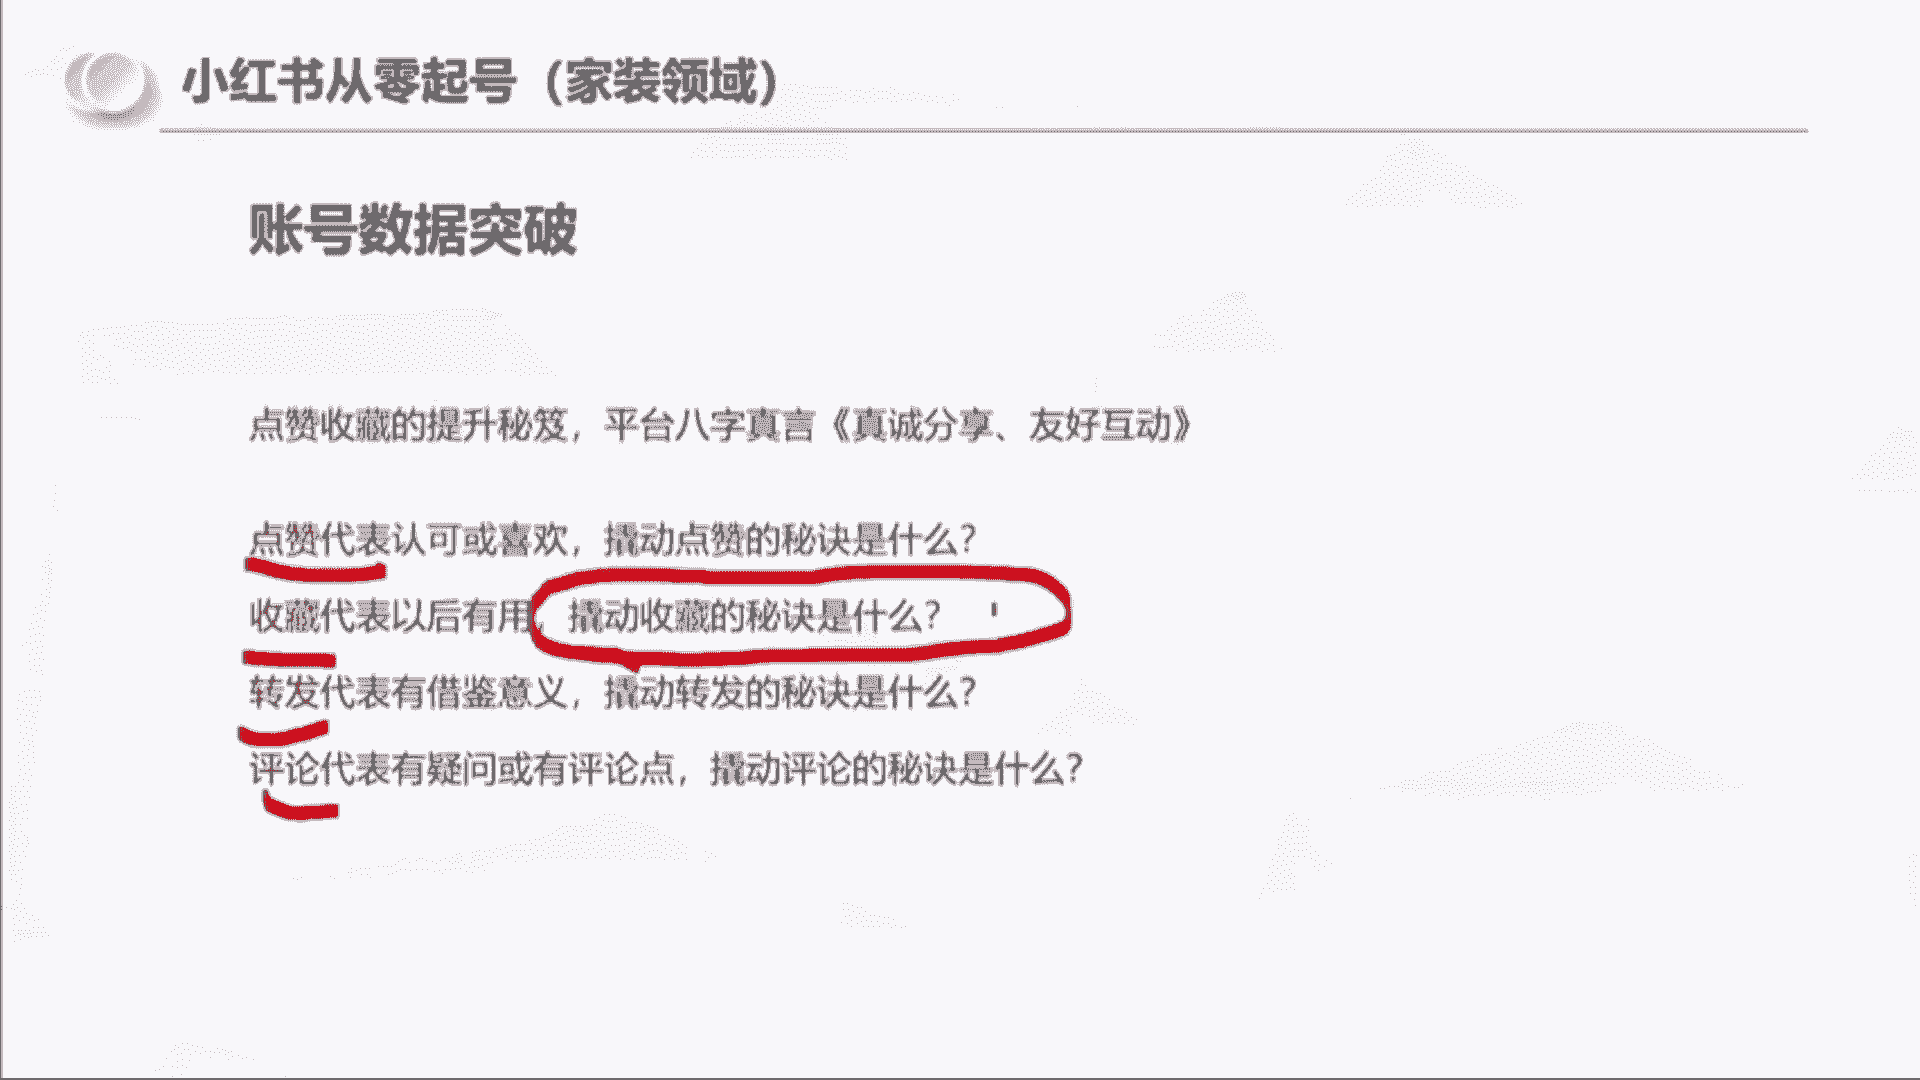 小红书从零起号（家装领域）
账号数据突破
点赞收藏的提升秘笈，平台八字真言《真诚分享、友好互动》
点赞代表认可或喜欢，撬动点赞的秘诀是什么？
收藏代表以后有用，撬动收藏的秘诀是什么？
转发代表有借鉴意义，撬动转发的秘诀是什么？
评论代表有疑问或有评论点，撬动评论的秘诀是什么？